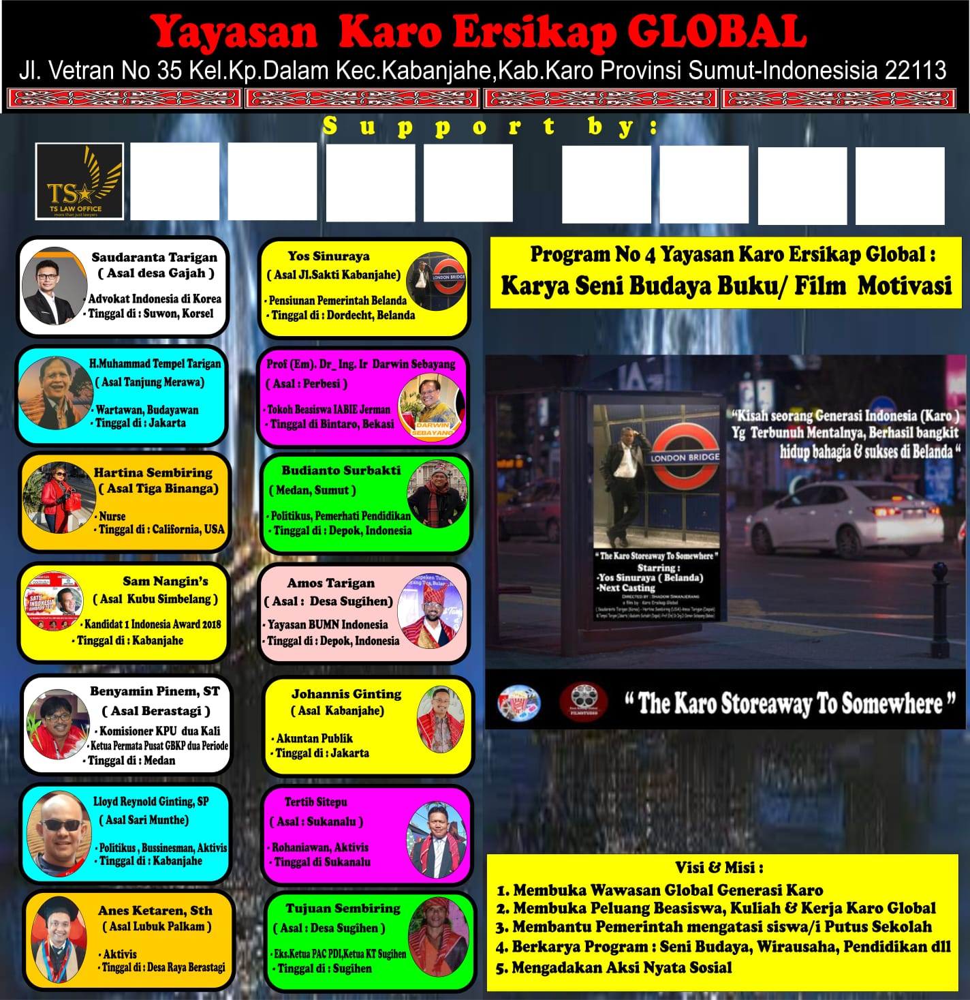 Yayasan Karo Ersikap GLOBAL
Jl. Vetran No 35 Kel.Kp.Dalam Kec.Kabanjahe,Kab.Karo Provinsi Sumut-Indonesisia 22113
Support by:
TS
TS LAW OFFICE
more than just lawyers
Saudaranta Tarigan
( Asal desa Gajah )
· Advokat Indonesia di Korea
· Tinggal di : Suwon, Korsel
Yos Sinuraya
( Asal Jl.Sakti Kabanjahe)
· Pensiunan Pemerintah Belanda
· Tinggal di : Dordecht, Belanda
LONDON BRIDGE
H.Muhammad Tempel Tarigan
( Asal Tanjung Merawa)
· Wartawan, Budayawan
· Tinggal di : Jakarta
Prof (Em). Dr_ Ing. Ir Darwin Sebayang
( Asal : Perbesi )
· Tokoh Beasiswa IABIE Jerman
· Tinggal di Bintaro, Bekasi
DARWIN
SEBAYANG
Hartina Sembiring
( Asal Tiga Binanga)
· Nurse
· Tinggal di : California, USA
Budianto Surbakti
( Medan, Sumut )
· Politikus, Pemerhati Pendidikan
· Tinggal di : Depok, Indonesia
Sam Nangin's
( Asal Kubu Simbelang )
· Kandidat 1 Indonesia Award 2018
· Tinggal di : Kabanjahe
SATU
INDONESIA
Amos Tarigan
( Asal : Desa Sugihen)
· Yayasan BUMN Indonesia
· Tinggal di : Depok, Indonesia
Benyamin Pinem, ST
( Asal Berastagi )
· Komisioner KPU dua Kali
· Ketua Permata Pusat GBKP dua Periode
· Tinggal di : Medan
Johannis Ginting
( Asal Kabanjahe)
· Akuntan Publik
· Tinggal di : Jakarta
Lloyd Reynold Ginting, SP
( Asal Sari Munthe)
· Politikus , Bussinesman, Aktivis
· Tinggal di : Kabanjahe
Tertib Sitepu
( Asal : Sukanalu )
· Rohaniawan, Aktivis
· Tinggal di Sukanalu
Anes Ketaren, Sth
( Asal Lubuk Palkam )
· Aktivis
· Tinggal di : Desa Raya Berastagi
Tujuan Sembiring
( Asal : Desa Sugihen )
· Eks.Ketua PAC PDI,Ketua KT Sugihen
· Tinggal di : Sugihen
Program No 4 Yayasan Karo Ersikap Global :
Karya Seni Budaya Buku/ Film Motivasi
"Kisah seorang Generasi Indonesia (Karo )
Yg Terbunuh Mentalnya, Berhasil bangkit
hidup bahagia & sukses di Belanda "
LONDON BRIDGE
" The Karo Storeaway To Somewhere "
Starring :
-Yos Sinuraya ( Belanda)
-Next Casting
DIRECTED BY : SHADOW SIMANJERANG
a film by : Karo Ersikap Global
FILMSTUDIO
" The Karo Storeaway To Somewhere "
Visi & Misi :
1. Membuka Wawasan Global Generasi Karo
2. Membuka Peluang Beasiswa, Kuliah & Kerja Karo Global
3. Membantu Pemerintah mengatasi siswa/i Putus Sekolah
4. Berkarya Program : Seni Budaya, Wirausaha, Pendidikan dll
5. Mengadakan Aksi Nyata Sosial